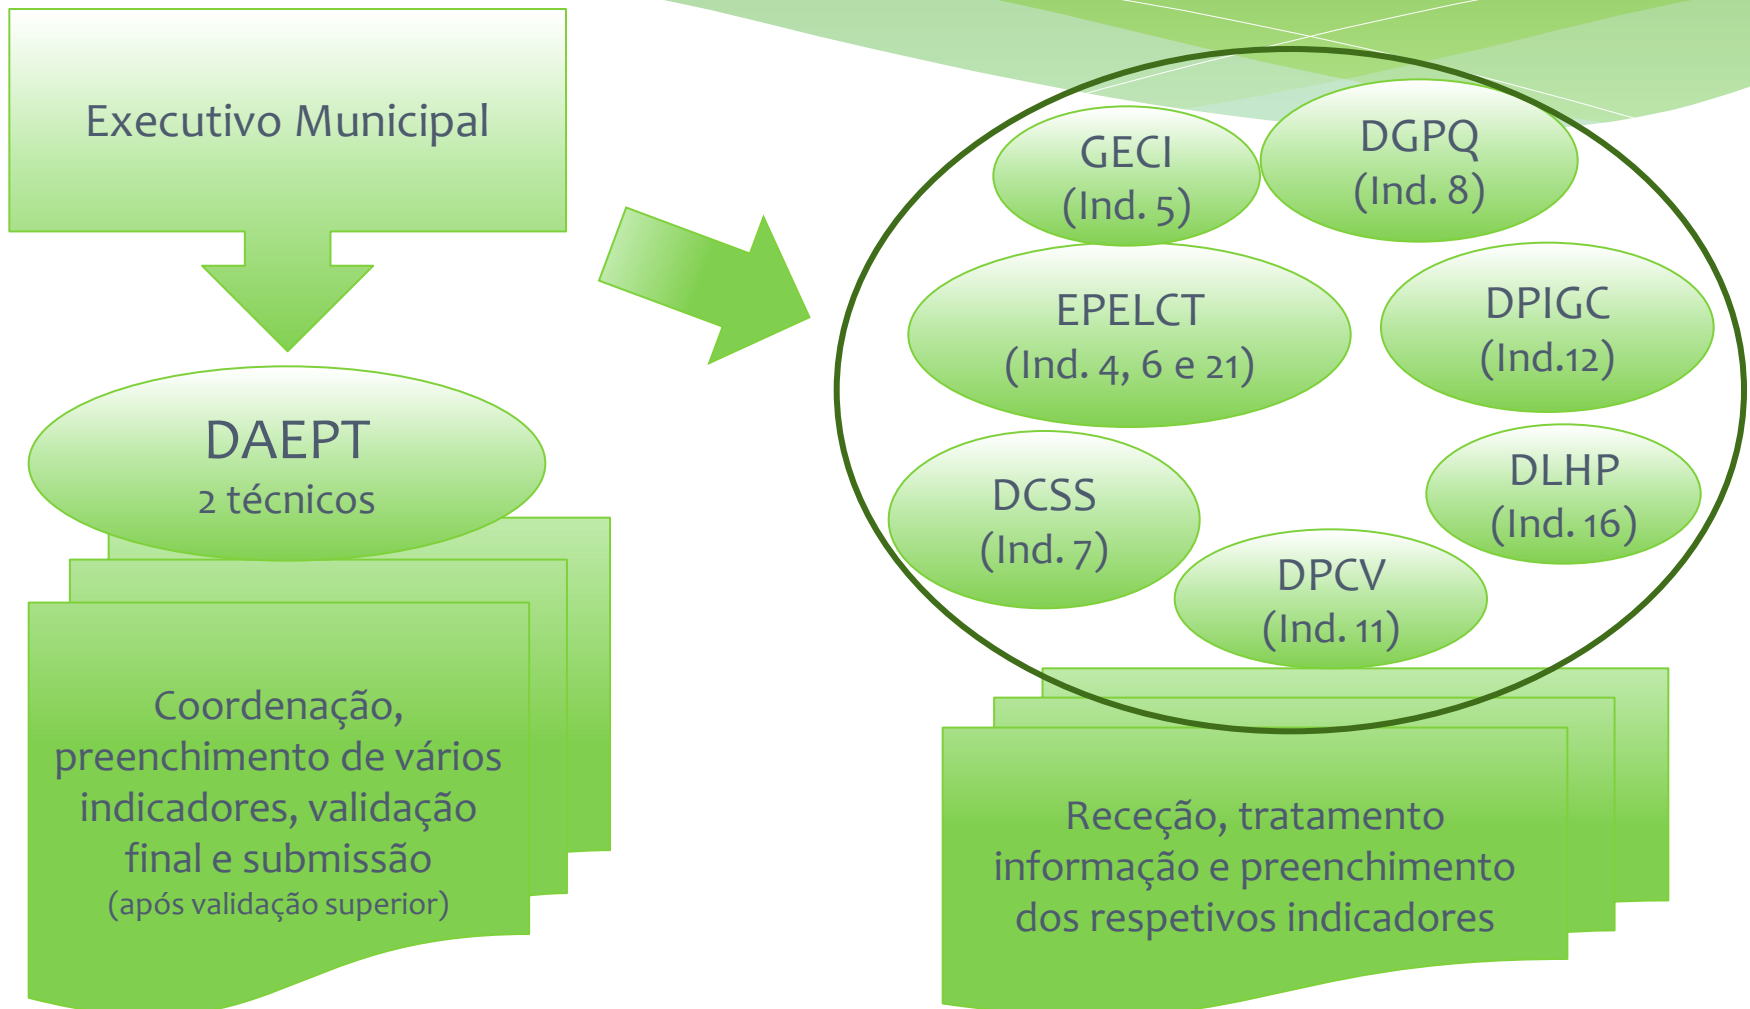 Executivo Municipal
DAEPT
2 técnicos
Coordenação,
preenchimento de vários
indicadores, validação
final e submissão
(após validação superior)
GECI
(Ind. 5)
DGPQ
(Ind. 8)
EPELCT
(Ind. 4, 6 e 21)
DPIGC
(Ind.12)
DCSS
(Ind. 7)
DLHP
(Ind. 16)
DPCV
(Ind. 11)
Receção, tratamento
informação e preenchimento
dos respetivos indicadores